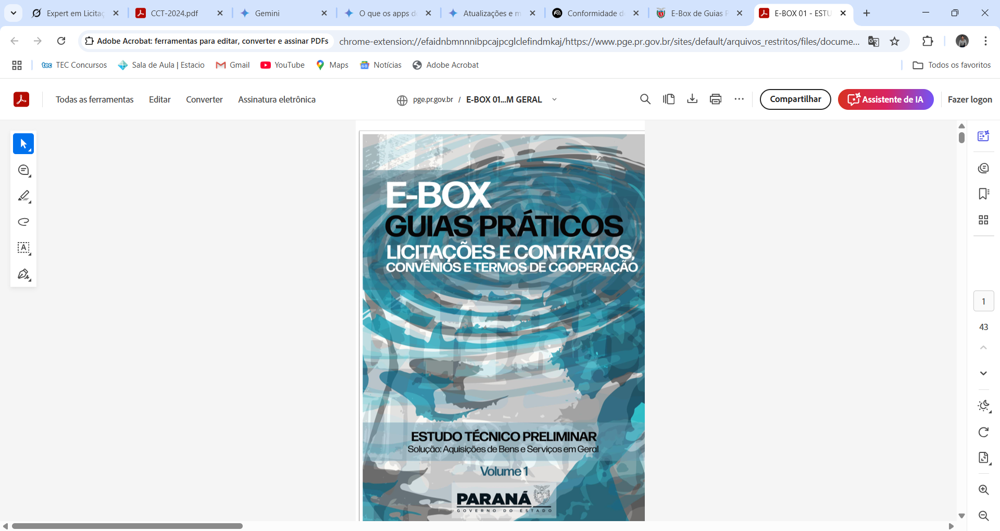 Expert em Licitaç
CCT-2024.pdf
Gemini
O que os apps d
Atualizações e m
Conformidade d
E-Box de Guias P
E-BOX 01 - ESTU
Adobe Acrobat: ferramentas para editar, converter e assinar PDFs
chrome-extension://efaidnbmnnnibpcajpcglclefindmkaj/https://www.pge.pr.gov.br/sites/default/arquivos_restritos/files/docume...
tec TEC Concursos
Sala de Aula | Estacio
Gmail
YouTube
Maps
Notícias
Adobe Acrobat
Todos os favoritos
Todas as ferramentas
Editar
Converter
Assinatura eletrônica
pge.pr.gov.br / E-BOX 01...M GERAL
Compartilhar
Assistente de IA
Fazer logon
E-BOX
GUIAS PRÁTICOS
LICITAÇÕES E CONTRATOS,
CONVÊNIOS E TERMOS DE COOPERAÇÃO
ESTUDO TÉCNICO PRELIMINAR
Solução: Aquisições de Bens e Serviços em Geral
Volume 1
PARANÁ
GOVERNO DO ESTADO
1
43